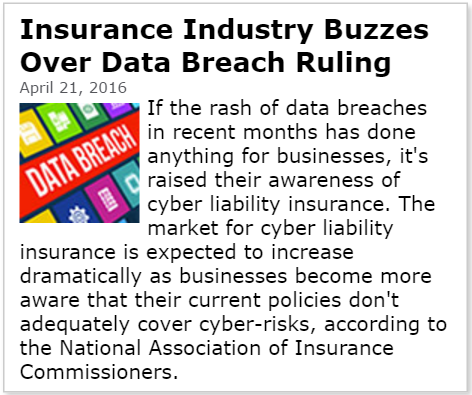 Insurance Industry Buzzes
Over Data Breach Ruling
April 21, 2016
DATA BREACH
If the rash of data breaches
in recent months has done
anything for businesses, it's
raised their awareness of
cyber liability insurance. The
market for cyber liability
insurance is expected to increase
dramatically as businesses become more
aware that their current policies don't
adequately cover cyber-risks, according to
the National Association of Insurance
Commissioners.